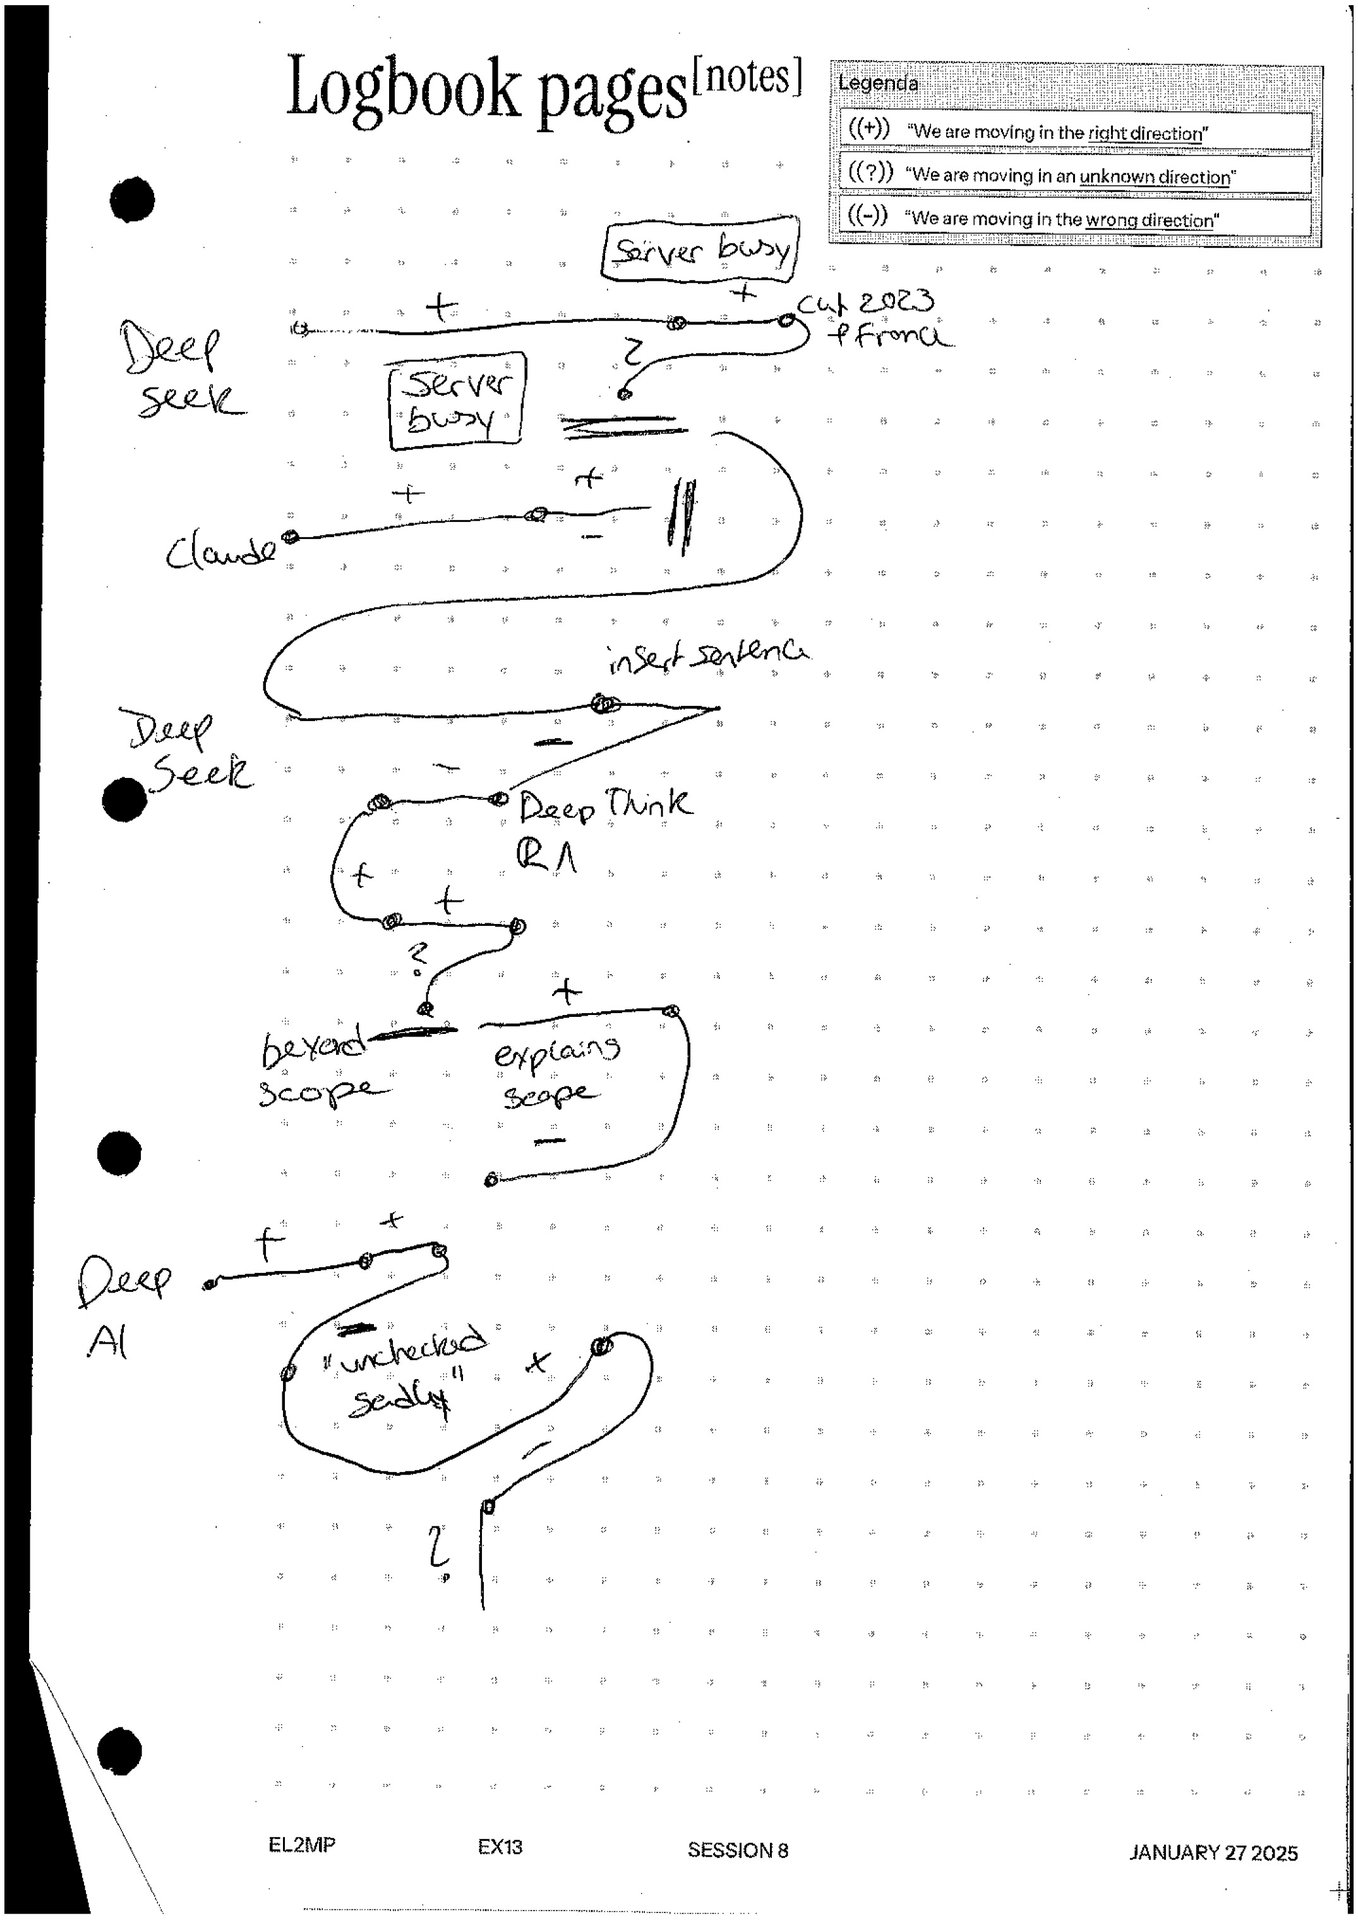 Logbook pages[notes]
Legenda
((+)) "We are moving in the right direction"
((?)) "We are moving in an unknown direction"
((-)) "We are moving in the wrong direction"
Server busy
+
+
Cut 2023
Deep
seek
?
Server
busy
+
+
-
Claude
insert sentence
Deep
Seek
-
-
Deep Think
R1
+
+
?
+
beyond
scope
explains
scope
-
+
+
Deep
AI
-
"unchecked
sadly"
+
-
?
EL2MP EX13 SESSION 8 JANUARY 27 2025